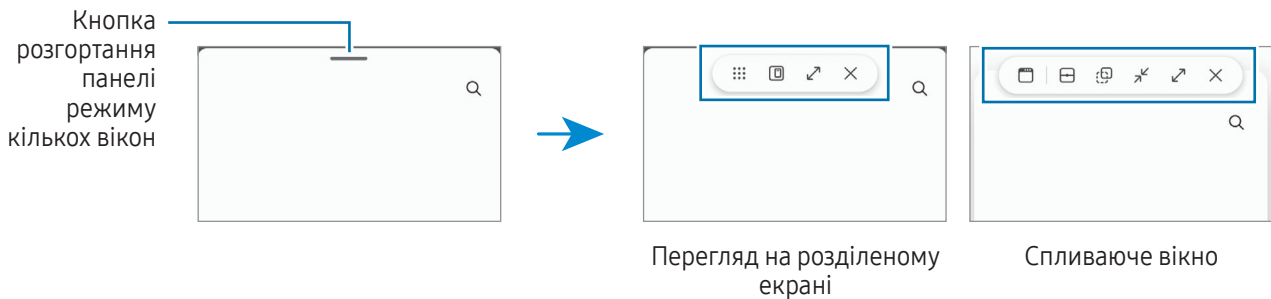 Кнопка
розгортання
панелі
режиму
кількох вікон
Перегляд на розділеному
екрані
Спливаюче вікно